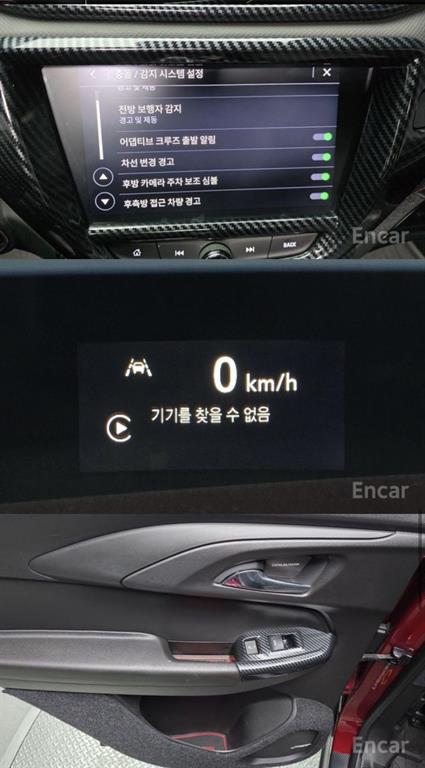 충돌 / 감지 시스템 설정
경고 및 제동
전방 보행자 감지
경고 및 제동
어댑티브 크루즈 출발 알림
차선 변경 경고
후방 카메라 주차 보조 심볼
후측방 접근 차량 경고
BACK
Encar
0 km/h
기기를 찾을 수 없음
Encar
Encar